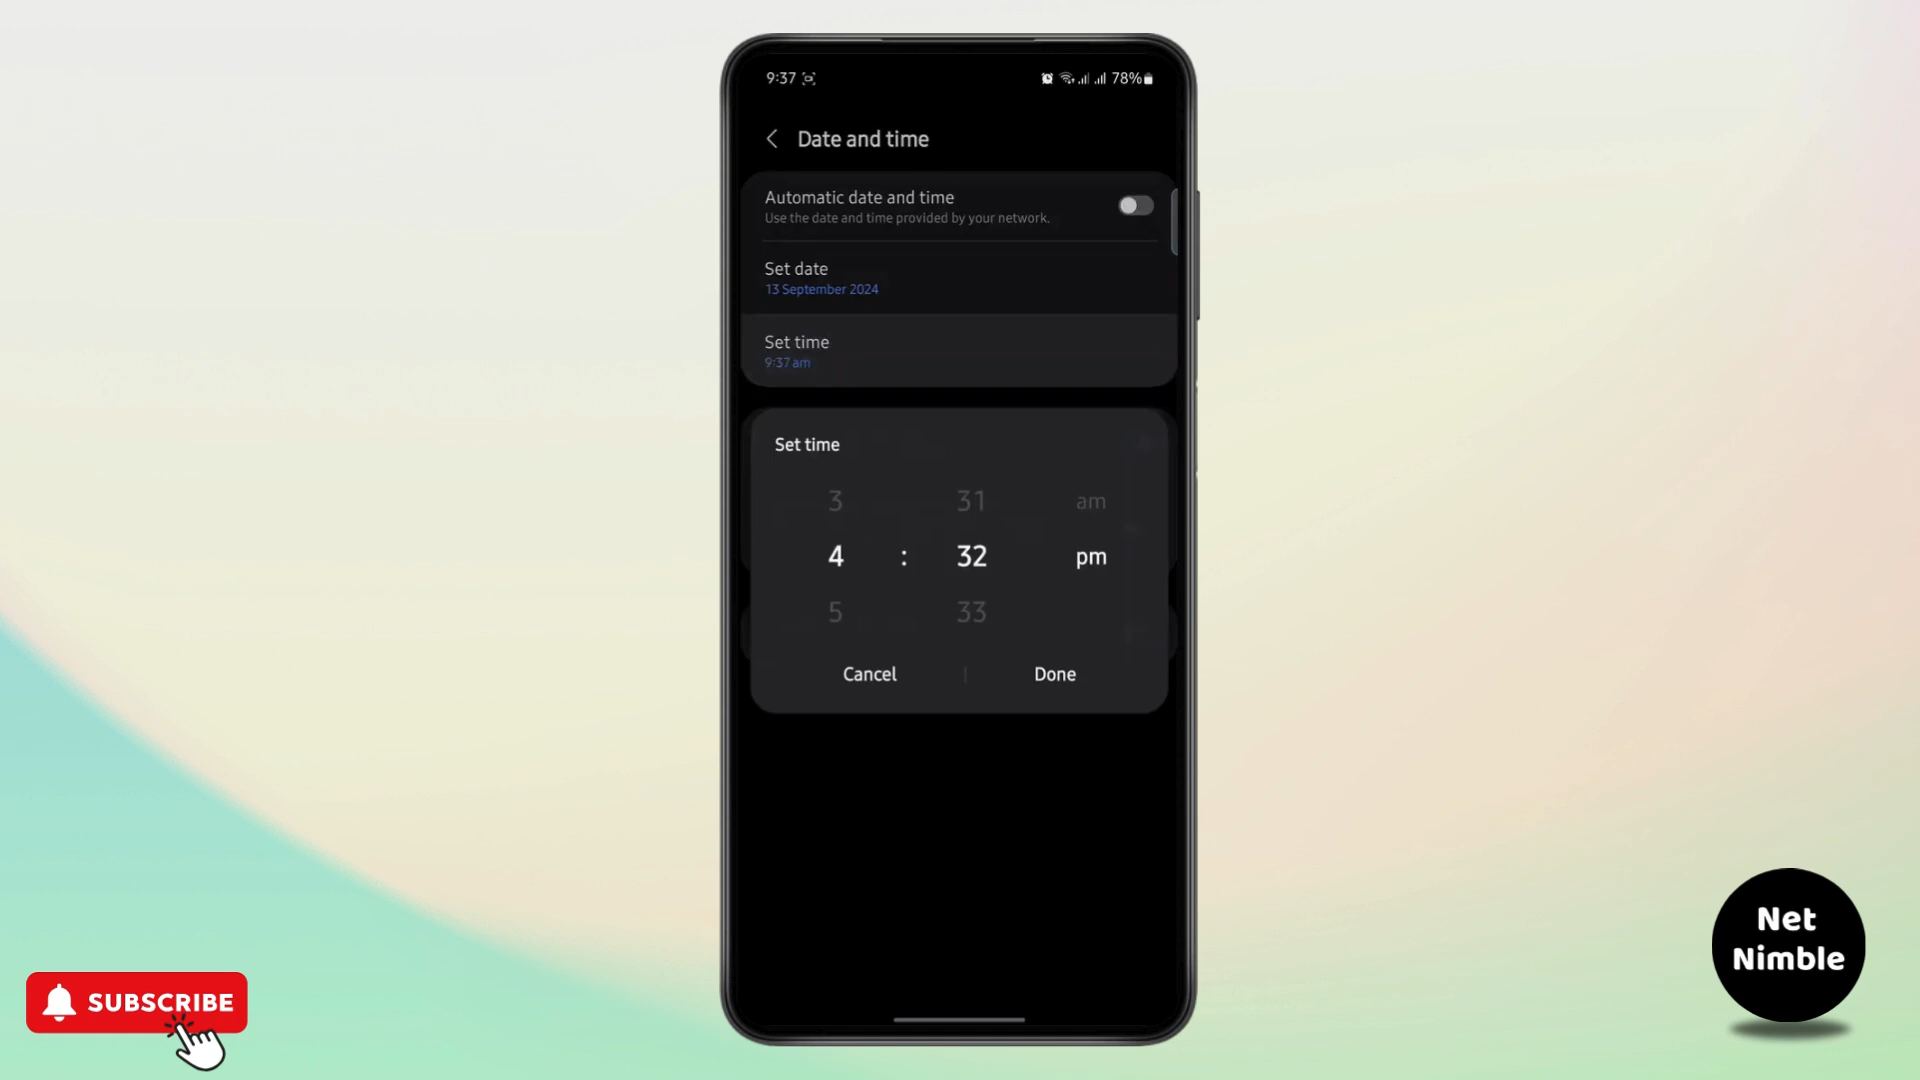 9:37
78%
Date and time
Automatic date and time
Use the date and time provided by your network.
Set date
13 September 2024
Set time
9:37 am
Set time
3 31 am
4 : 32 pm
5 33
Cancel Done
SUBSCRIBE
Net
Nimble